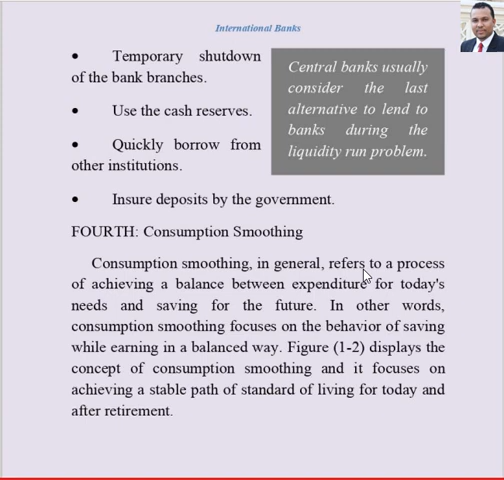 International Banks
• Temporary shutdown
of the bank branches.
• Use the cash reserves.
• Quickly borrow from
other institutions.
Central banks usually
consider the last
alternative to lend to
banks during the
liquidity run problem.
• Insure deposits by the government.
FOURTH: Consumption Smoothing
Consumption smoothing, in general, refers to a process
of achieving a balance between expenditure for today's
needs and saving for the future. In other words,
consumption smoothing focuses on the behavior of saving
while earning in a balanced way. Figure (1-2) displays the
concept of consumption smoothing and it focuses on
achieving a stable path of standard of living for today and
after retirement.